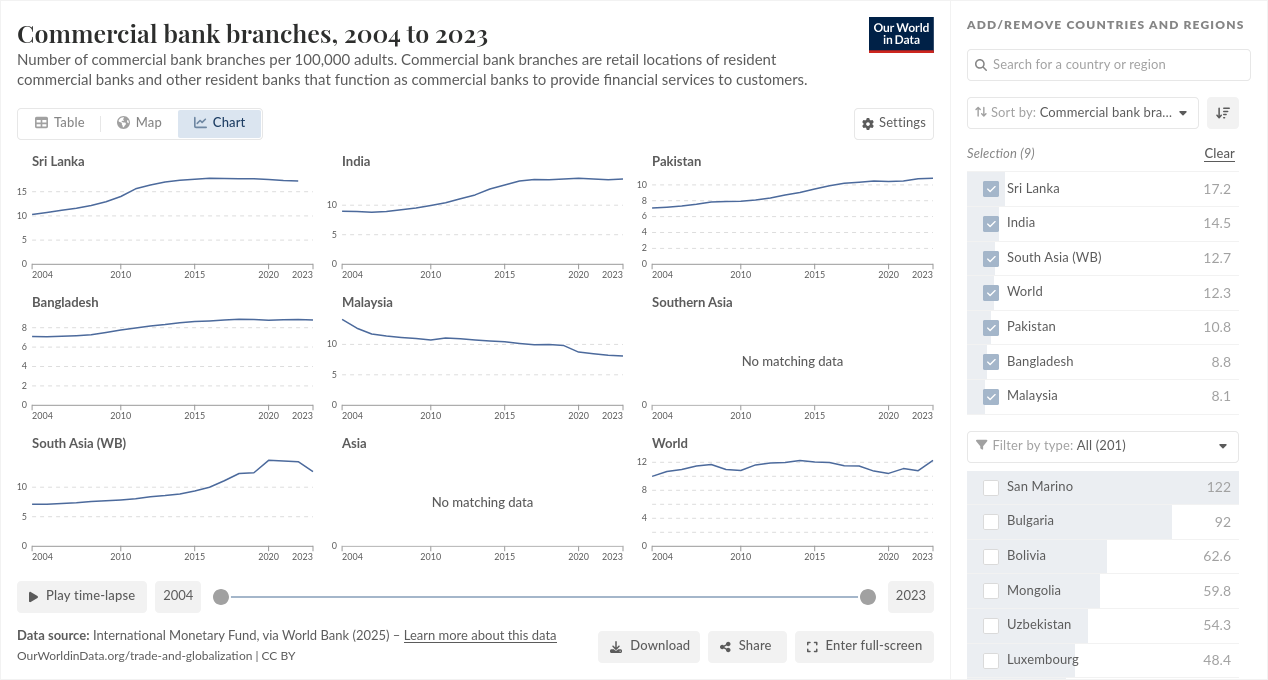 Commercial bank branches, 2004 to 2023
Number of commercial bank branches per 100,000 adults. Commercial bank branches are retail locations of resident
commercial banks and other resident banks that function as commercial banks to provide financial services to customers.
Our World
in Data
Table
Map
Chart
Settings
Sri Lanka
15
10
5
0
2004
2010
2015
2020
2023
India
10
5
0
2004
2010
2015
2020
2023
Pakistan
10
8
6
4
2
0
2004
2010
2015
2020
2023
Bangladesh
8
6
4
2
0
2004
2010
2015
2020
2023
Malaysia
10
5
0
2004
2010
2015
2020
2023
Southern Asia
No matching data
0
2004
2010
2015
2020
2023
South Asia (WB)
10
5
0
2004
2010
2015
2020
2023
Asia
No matching data
0
2004
2010
2015
2020
2023
World
12
8
4
0
2004
2010
2015
2020
2023
Play time-lapse
2004
2023
Data source: International Monetary Fund, via World Bank (2025) – Learn more about this data
OurWorldinData.org/trade-and-globalization | CC BY
Download
Share
Enter full-screen
ADD/REMOVE COUNTRIES AND REGIONS
Search for a country or region
Sort by: Commercial bank bra...
Selection (9)
Clear
Sri Lanka 17.2
India 14.5
South Asia (WB) 12.7
World 12.3
Pakistan 10.8
Bangladesh 8.8
Malaysia 8.1
Filter by type: All (201)
San Marino 122
Bulgaria 92
Bolivia 62.6
Mongolia 59.8
Uzbekistan 54.3
Luxembourg 48.4